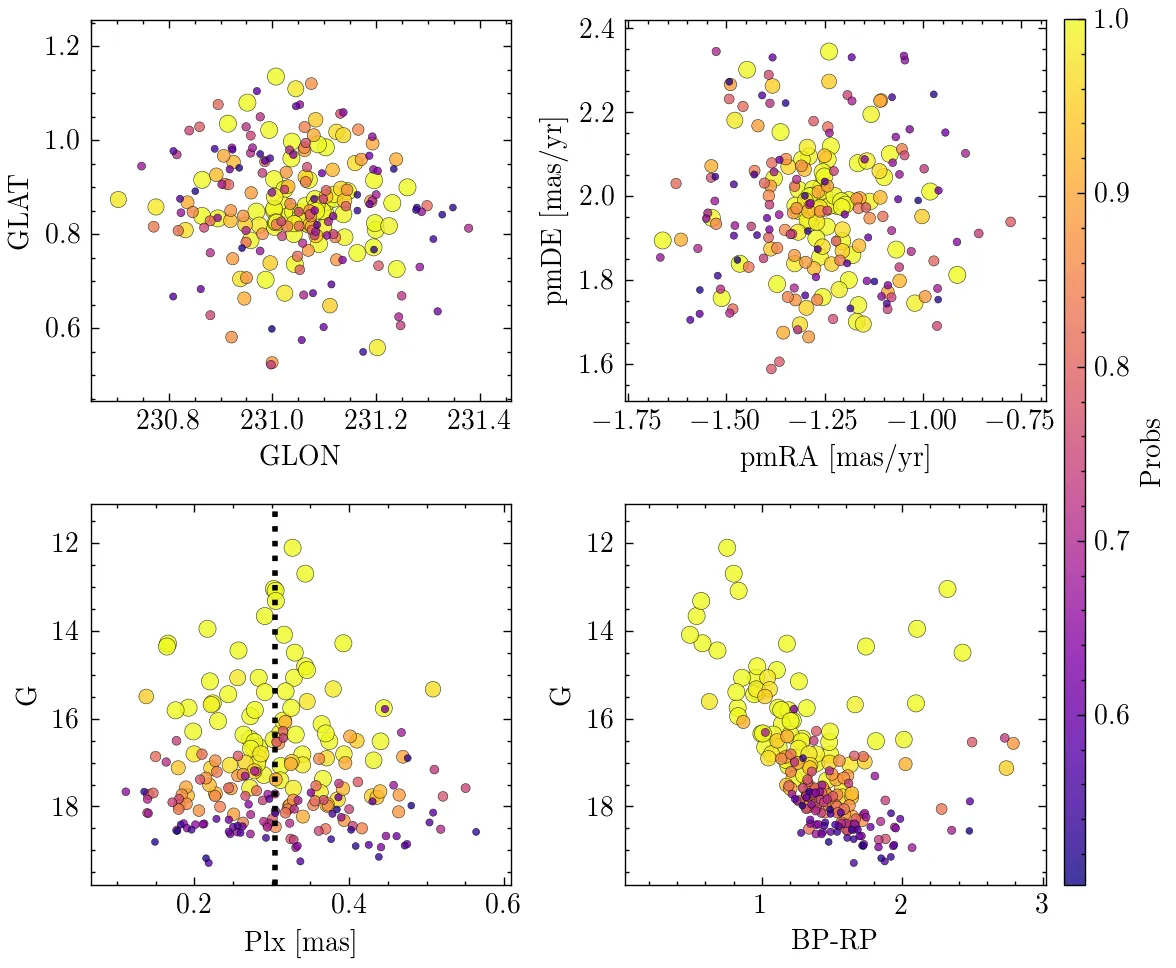 1.2
1.0
0.8
0.6
GLAT
230.8 231.0 231.2 231.4
GLON
2.4
2.2
2.0
1.8
1.6
pmDE [mas/yr]
−1.75 −1.50 −1.25 −1.00 −0.75
pmRA [mas/yr]
12
14
16
18
G
0.2 0.4 0.6
Plx [mas]
12
14
16
18
G
1 2 3
BP-RP
1.0
0.9
0.8
0.7
0.6
Probs